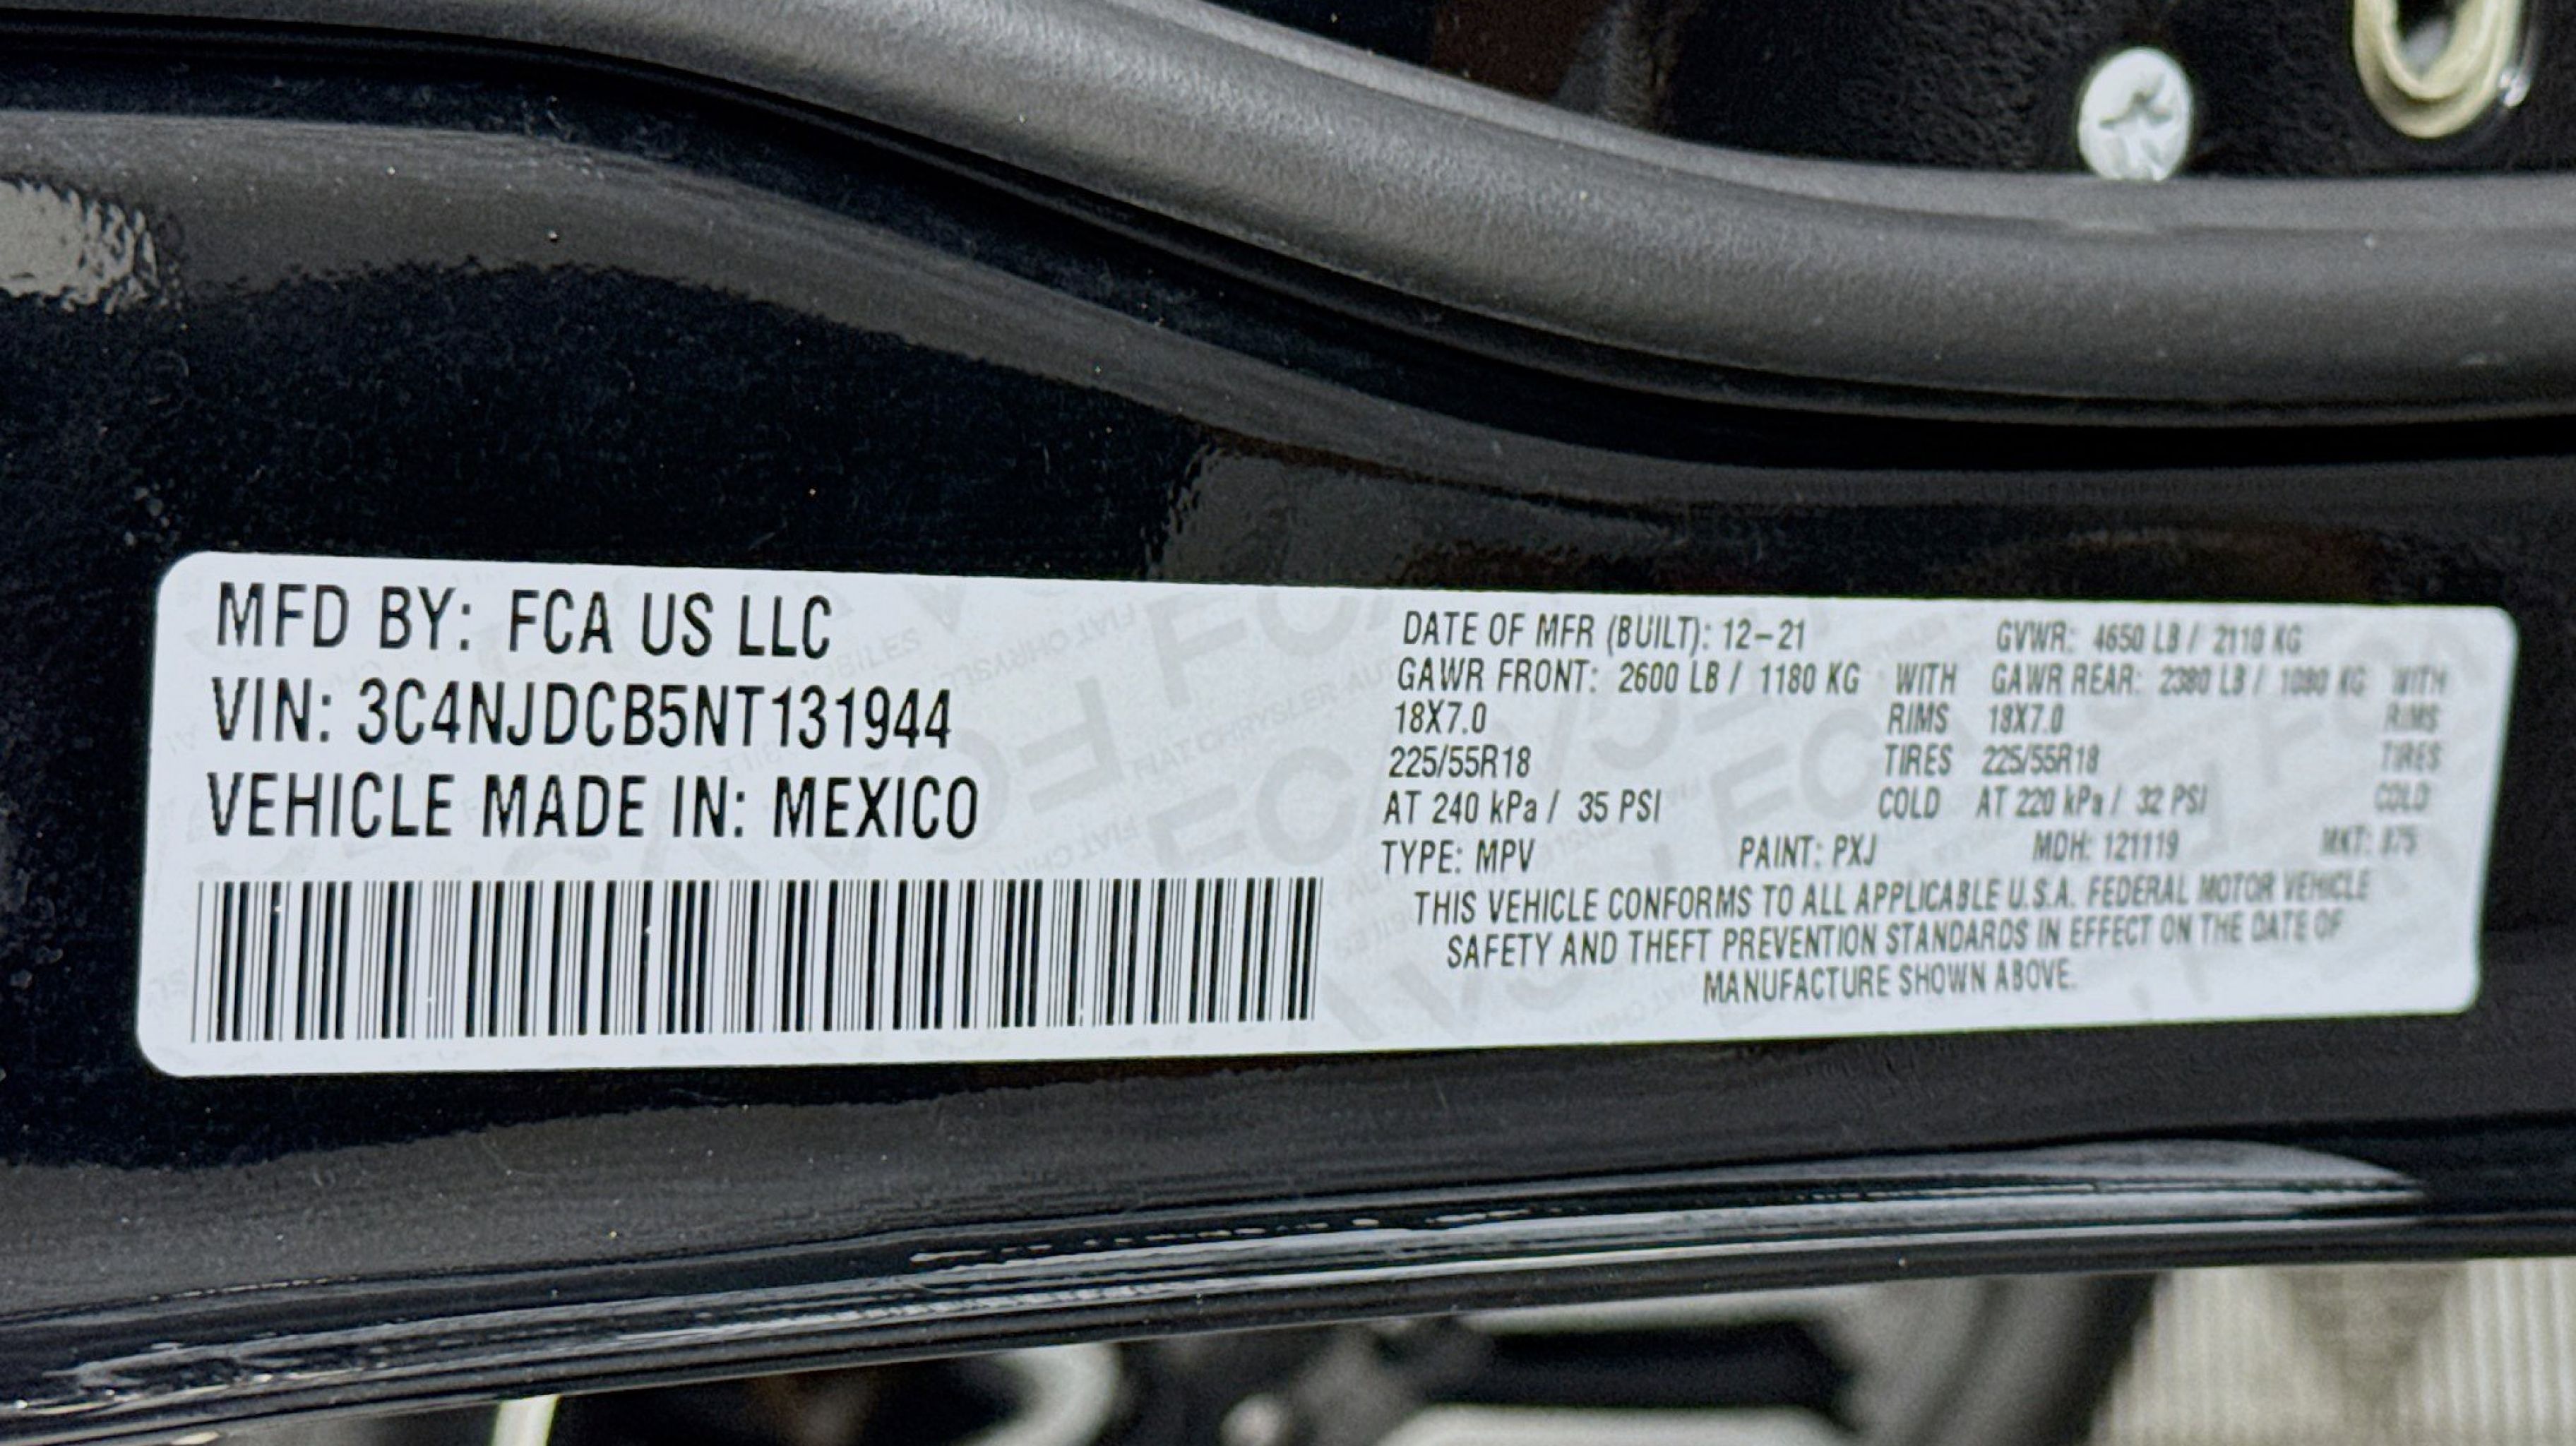 MFD BY: FCA US LLC
VIN: 3C4NJDCB5NT131944
VEHICLE MADE IN: MEXICO
DATE OF MFR (BUILT): 12-21 GVWR: 4650 LB / 2110 KG
GAWR FRONT: 2600 LB / 1180 KG WITH GAWR REAR: 2380 LB / 1080 KG WITH
18X7.0 RIMS 18X7.0 RIMS
225/55R18 TIRES 225/55R18 TIRES
AT 240 kPa / 35 PSI COLD AT 220 kPa / 32 PSI COLD
TYPE: MPV PAINT: PXJ MDH: 121119 MKT:
THIS VEHICLE CONFORMS TO ALL APPLICABLE U.S.A. FEDERAL MOTOR VEHICLE
SAFETY AND THEFT PREVENTION STANDARDS IN EFFECT ON THE DATE OF
MANUFACTURE SHOWN ABOVE.